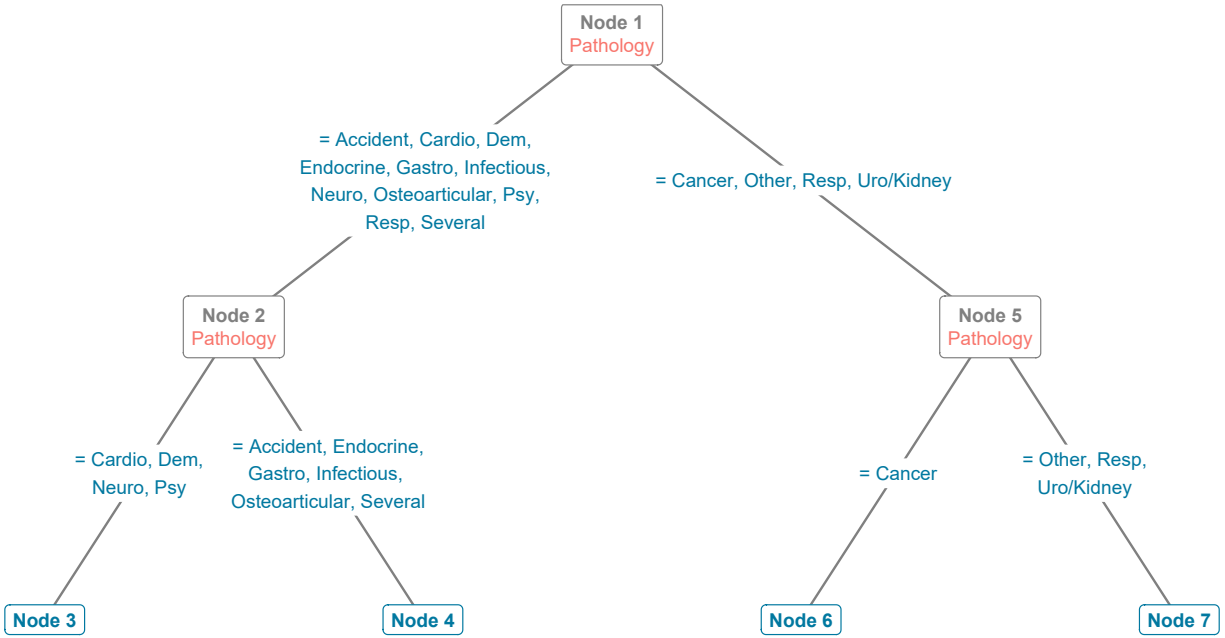 Node 1
Pathology
= Accident, Cardio, Dem,
Endocrine, Gastro, Infectious,
Neuro, Osteoarticular, Psy,
Resp, Several
= Cancer, Other, Resp, Uro/Kidney
Node 2
Pathology
Node 5
Pathology
= Cardio, Dem,
Neuro, Psy
= Accident, Endocrine,
Gastro, Infectious,
Osteoarticular, Several
= Cancer
= Other, Resp,
Uro/Kidney
Node 3
Node 4
Node 6
Node 7